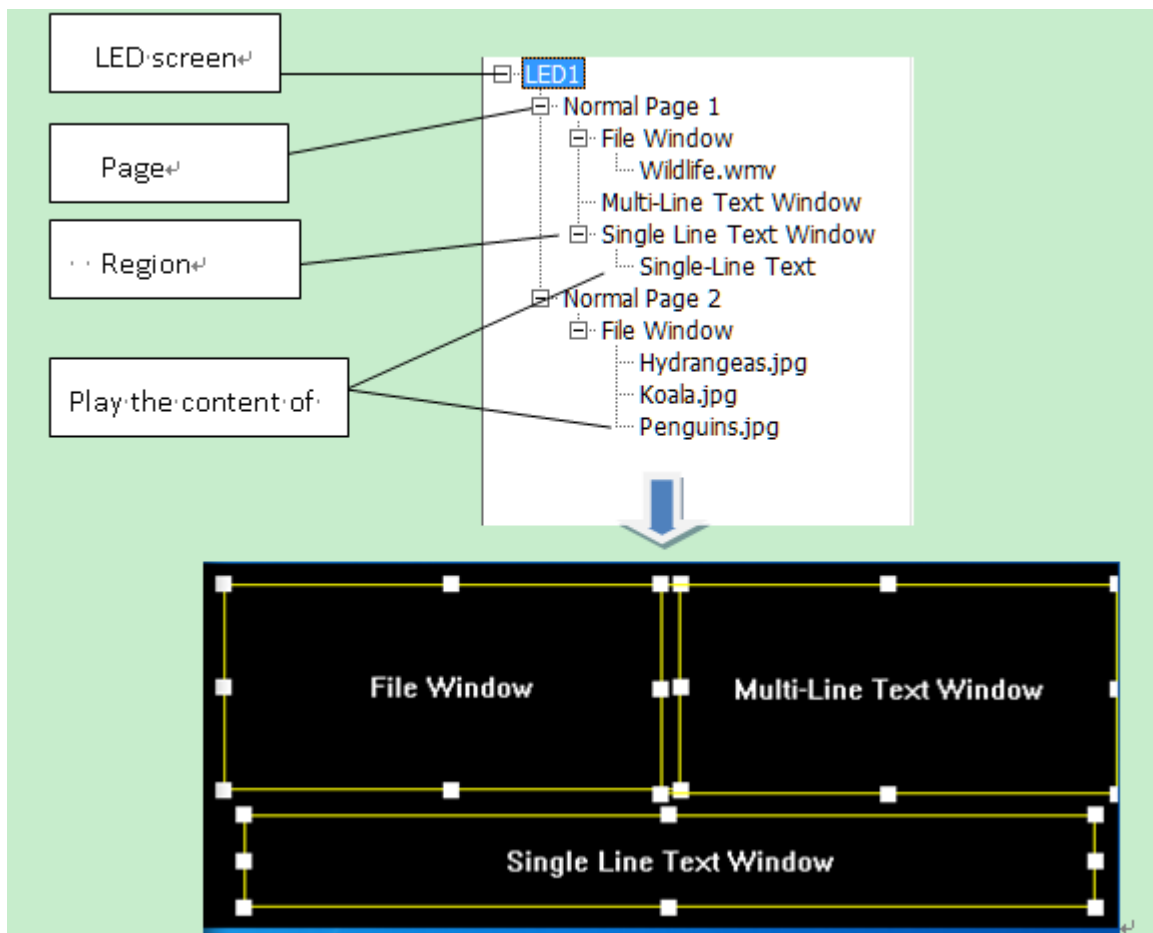 LED screen
LED1
Normal Page 1
File Window
Page
Wildlife.wmv
Multi-Line Text Window
Region
Single Line Text Window
Single-Line Text
Normal Page 2
File Window
Hydrangeas.jpg
Play the content of
Koala.jpg
Penguins.jpg
File Window
Multi-Line Text Window
Single Line Text Window